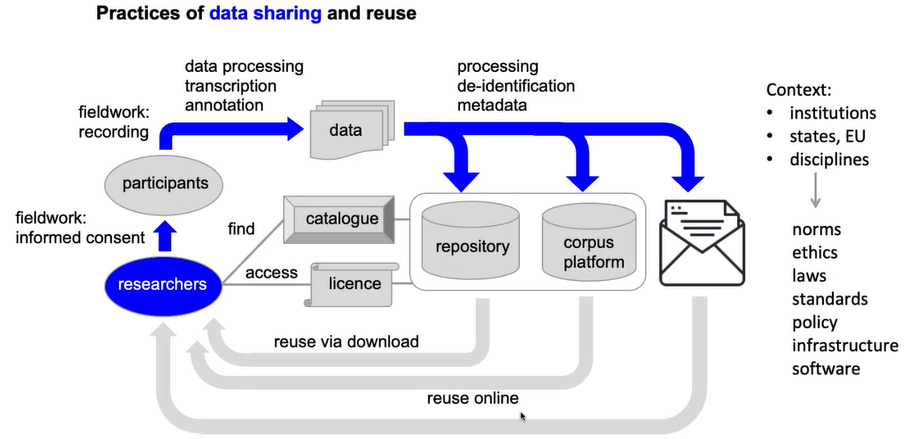 Practices of data sharing and reuse
data processing
transcription
annotation
processing
de-identification
metadata
fieldwork:
recording
data
participants
fieldwork:
informed consent
find
catalogue
access
licence
researchers
repository
corpus
platform
reuse via download
reuse online
Context:
• institutions
• states, EU
• disciplines
norms
ethics
laws
standards
policy
infrastructure
software